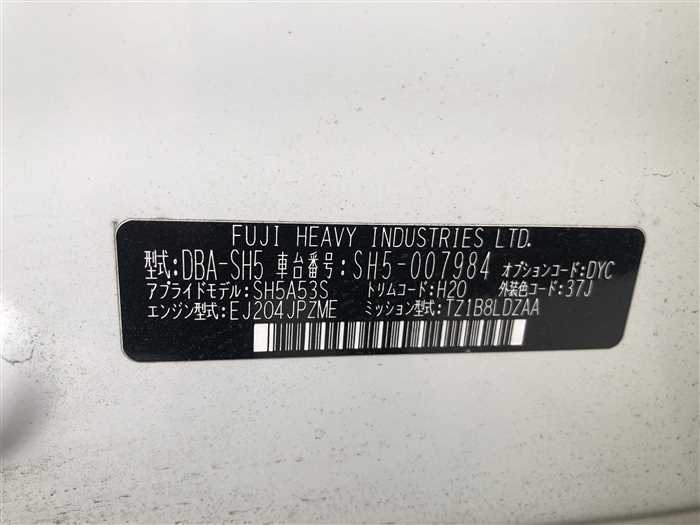 FUJI HEAVY INDUSTRIES LTD.
型式:DBA-SH5 車台番号:SH5-007984 オプションコード:DYC
アプライドモデル:SH5A53S トリムコード:H20 外装色コード:37J
エンジン型式:EJ204JPZME ミッション型式:TZ1B8LDZAA